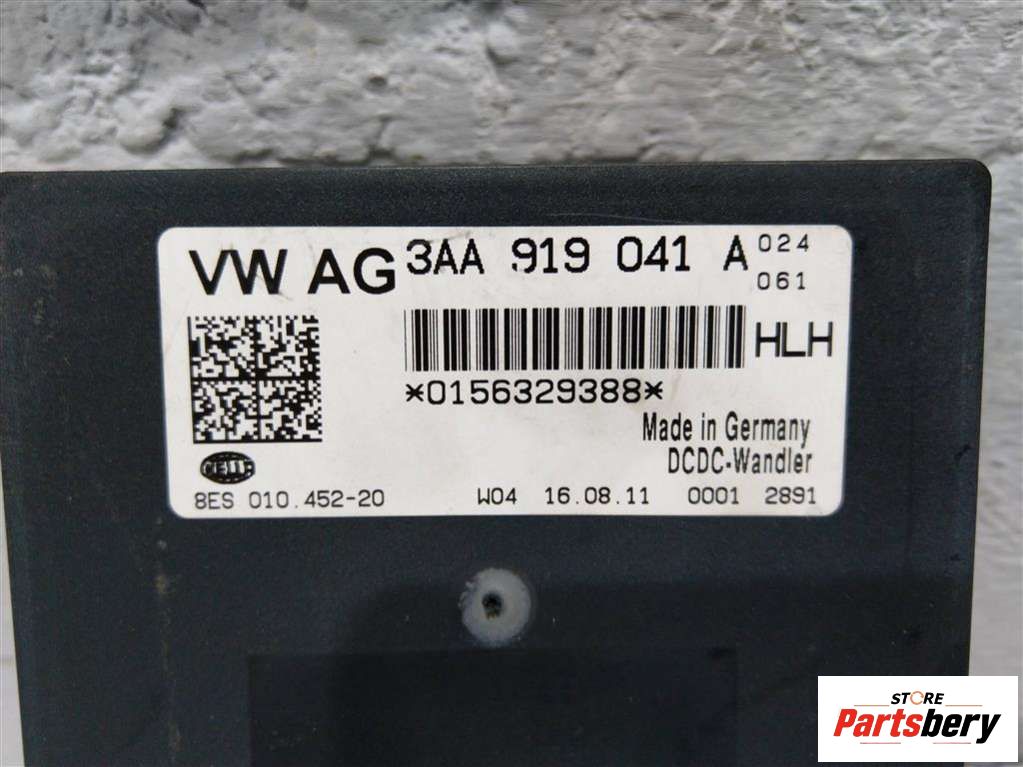 VW AG 3AA 919 041 A 024
061
HLH
*0156329388*
Made in Germany
DCDC-Wandler
HELLA
8ES 010.452-20 W04 16.08.11 0001 2891
STORE
Partsbery